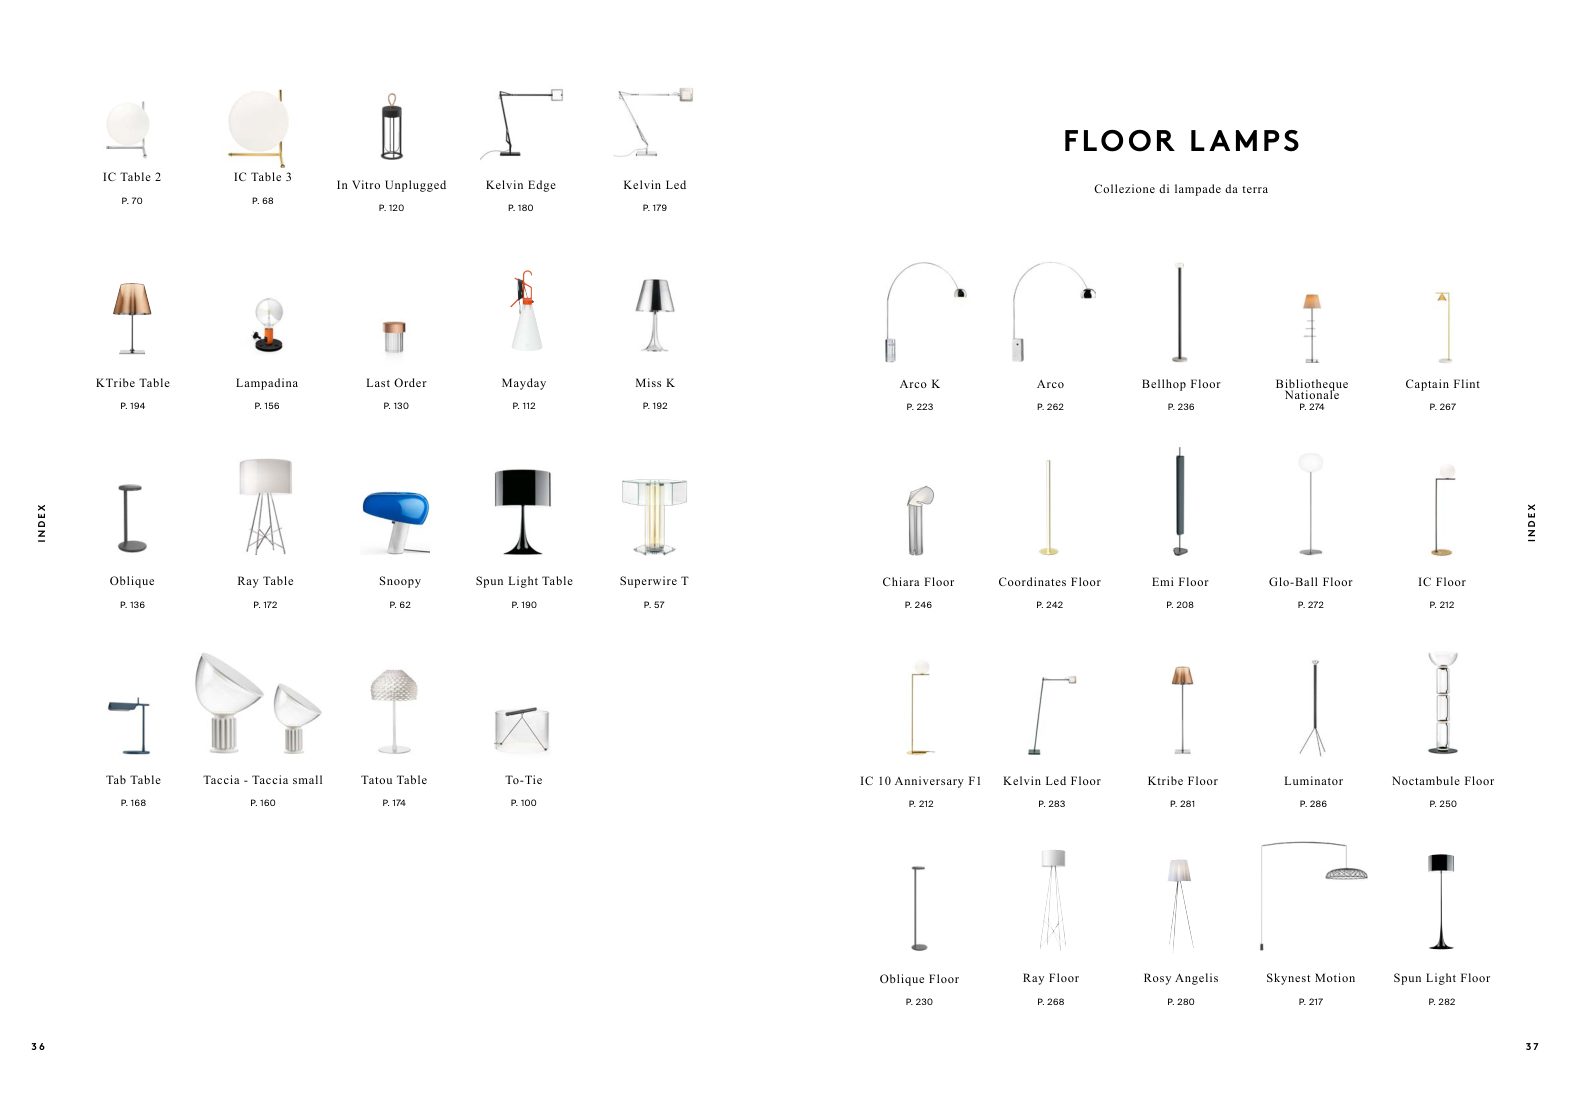 IC Table 2
P. 70
IC Table 3
P. 68
In Vitro Unplugged
P. 120
Kelvin Edge
P. 180
Kelvin Led
P. 179
KTribe Table
P. 194
Lampadina
P. 156
Last Order
P. 130
Mayday
P. 112
Miss K
P. 192
Oblique
P. 136
Ray Table
P. 172
Snoopy
P. 62
Spun Light Table
P. 190
Superwire T
P. 57
Tab Table
P. 168
Taccia - Taccia small
P. 160
Tatou Table
P. 174
To-Tie
P. 100
INDEX
36
FLOOR LAMPS
Collezione di lampade da terra
Arco K
P. 223
Arco
P. 262
Bellhop Floor
P. 236
Bibliotheque
Nationale
P. 274
Captain Flint
P. 267
Chiara Floor
P. 246
Coordinates Floor
P. 242
Emi Floor
P. 208
Glo-Ball Floor
P. 272
IC Floor
P. 212
IC 10 Anniversary F1
P. 212
Kelvin Led Floor
P. 283
Ktribe Floor
P. 281
Luminator
P. 286
Noctambule Floor
P. 250
Oblique Floor
P. 230
Ray Floor
P. 268
Rosy Angelis
P. 280
Skynest Motion
P. 217
Spun Light Floor
P. 282
INDEX
37